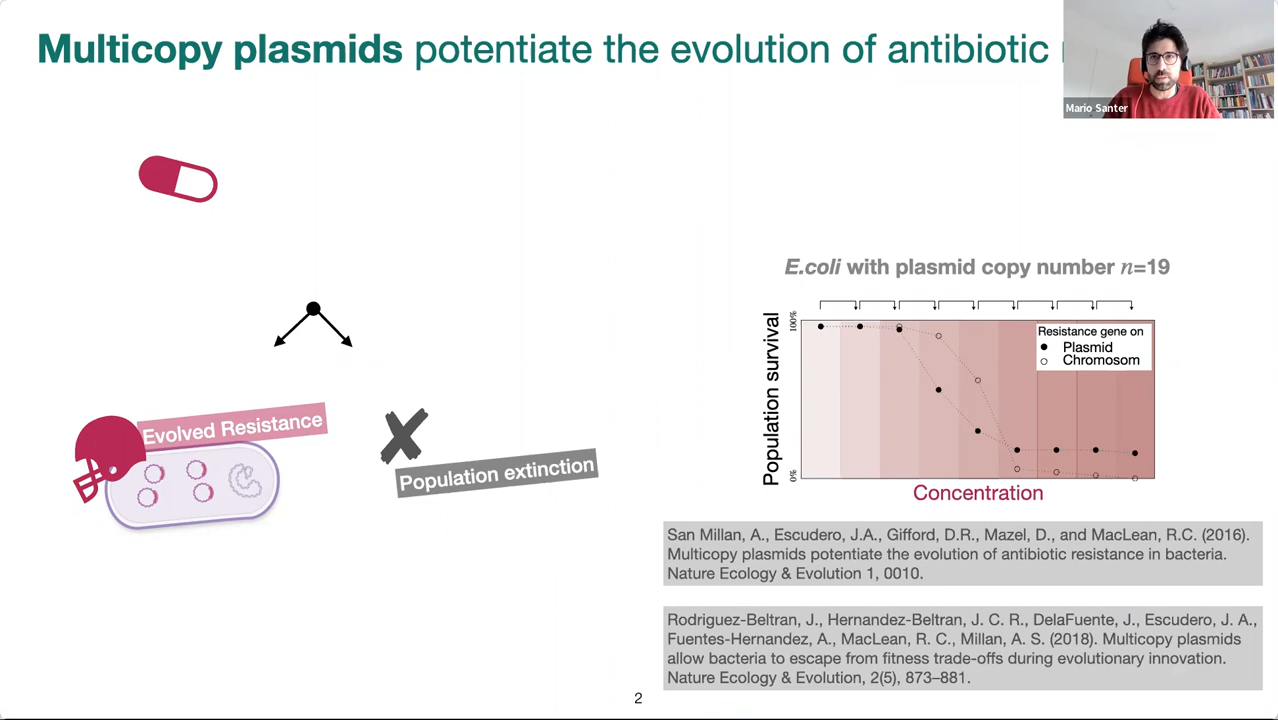 Multicopy plasmids potentiate the evolution of antibiotic
Mario Santer
E.coli with plasmid copy number n=19
Population survival
100%
0%
Resistance gene on
Plasmid
Chromosom
Concentration
Evolved Resistance
Population extinction
San Millan, A., Escudero, J.A., Gifford, D.R., Mazel, D., and MacLean, R.C. (2016).
Multicopy plasmids potentiate the evolution of antibiotic resistance in bacteria.
Nature Ecology & Evolution 1, 0010.
Rodriguez-Beltran, J., Hernandez-Beltran, J. C. R., DelaFuente, J., Escudero, J. A.,
Fuentes-Hernandez, A., MacLean, R. C., Millan, A. S. (2018). Multicopy plasmids
allow bacteria to escape from fitness trade-offs during evolutionary innovation.
Nature Ecology & Evolution, 2(5), 873–881.
2